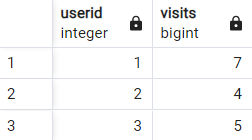 userid visits
integer bigint
1 1 7
2 2 4
3 3 5